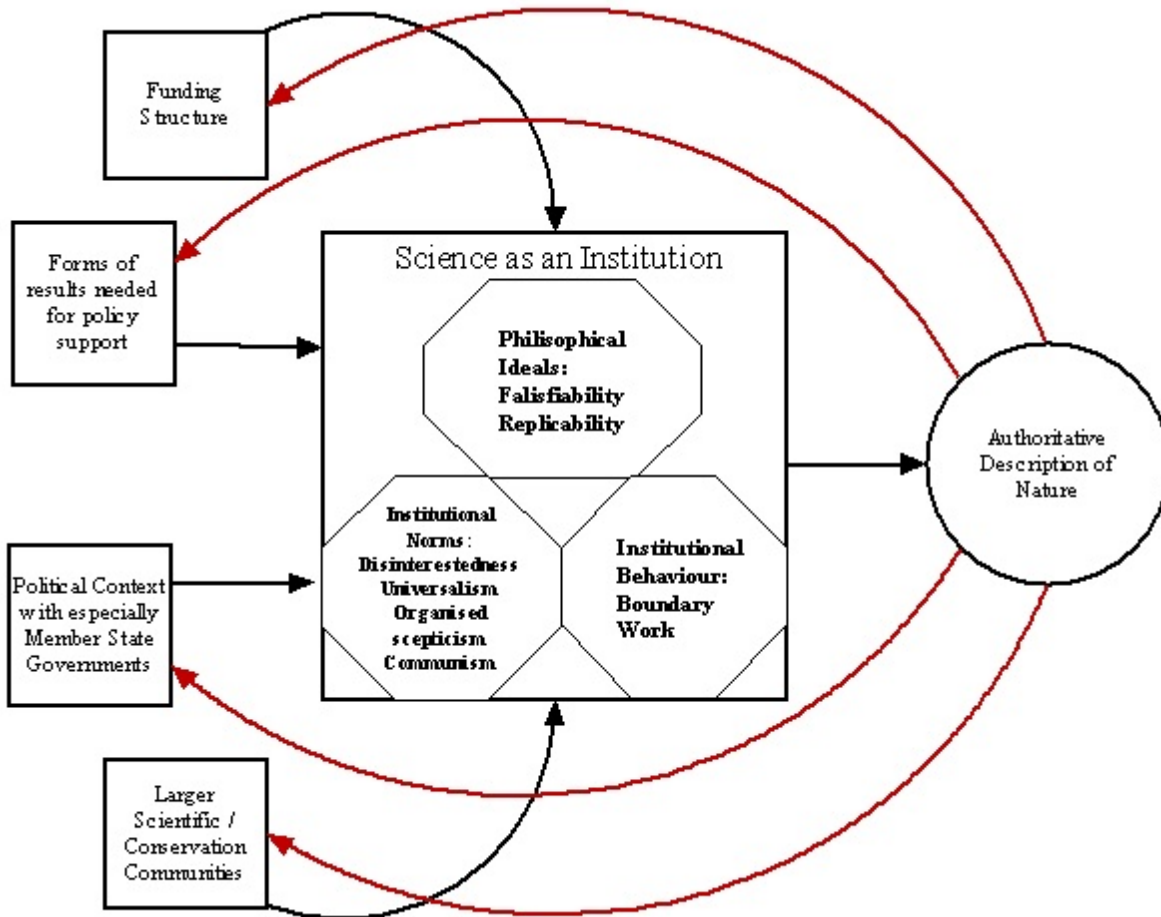 Funding
Structure
Forms of
results needed
for policy
support
Political Context
with especially
Member State
Governments
Larger
Scientific /
Conservation
Communities
Science as an Institution
Philisophical
Ideals:
Falisfiability
Replicability
Institutional
Norms:
Disinterestedness
Universalism
Organised
scepticism
Communism
Institutional
Behaviour:
Boundary
Work
Authoritative
Description of
Nature